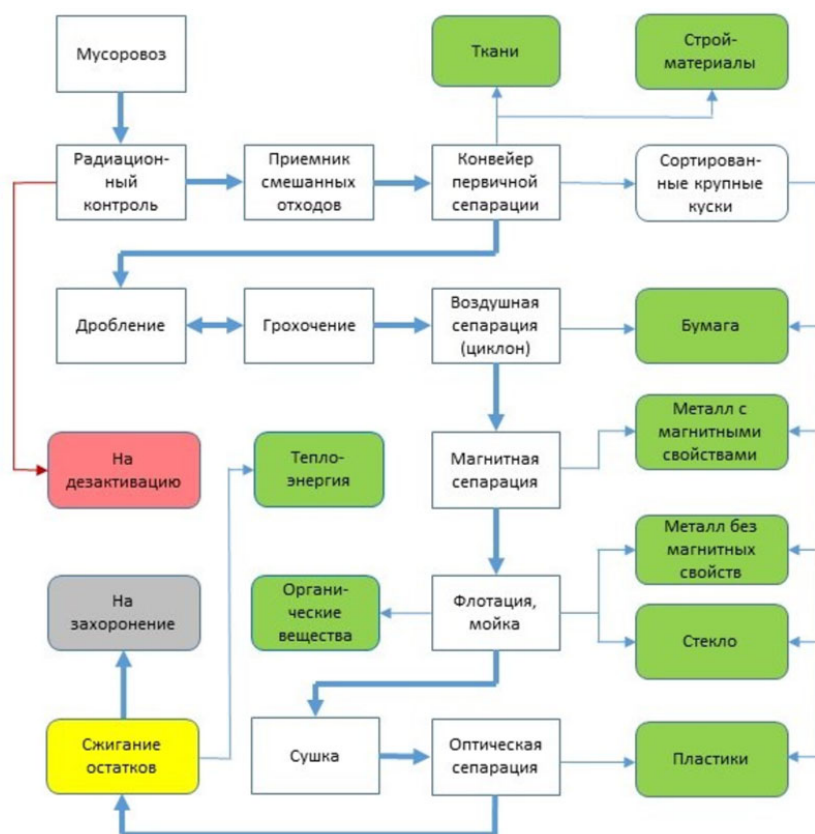 Мусоровоз
Ткани
Строй-
материалы
Радиацион-
ный
контроль
Приемник
смешанных
отходов
Конвейер
первичной
сепарации
Сортирован-
ные крупные
куски
Дробление
Грохочение
Воздушная
сепарация
(циклон)
Бумага
На
дезактивацию
Тепло-
энергия
Магнитная
сепарация
Металл с
магнитными
свойствами
На
захоронение
Органи-
ческие
вещества
Флотация,
мойка
Металл без
магнитных
свойств
Стекло
Сжигание
остатков
Сушка
Оптическая
сепарация
Пластики